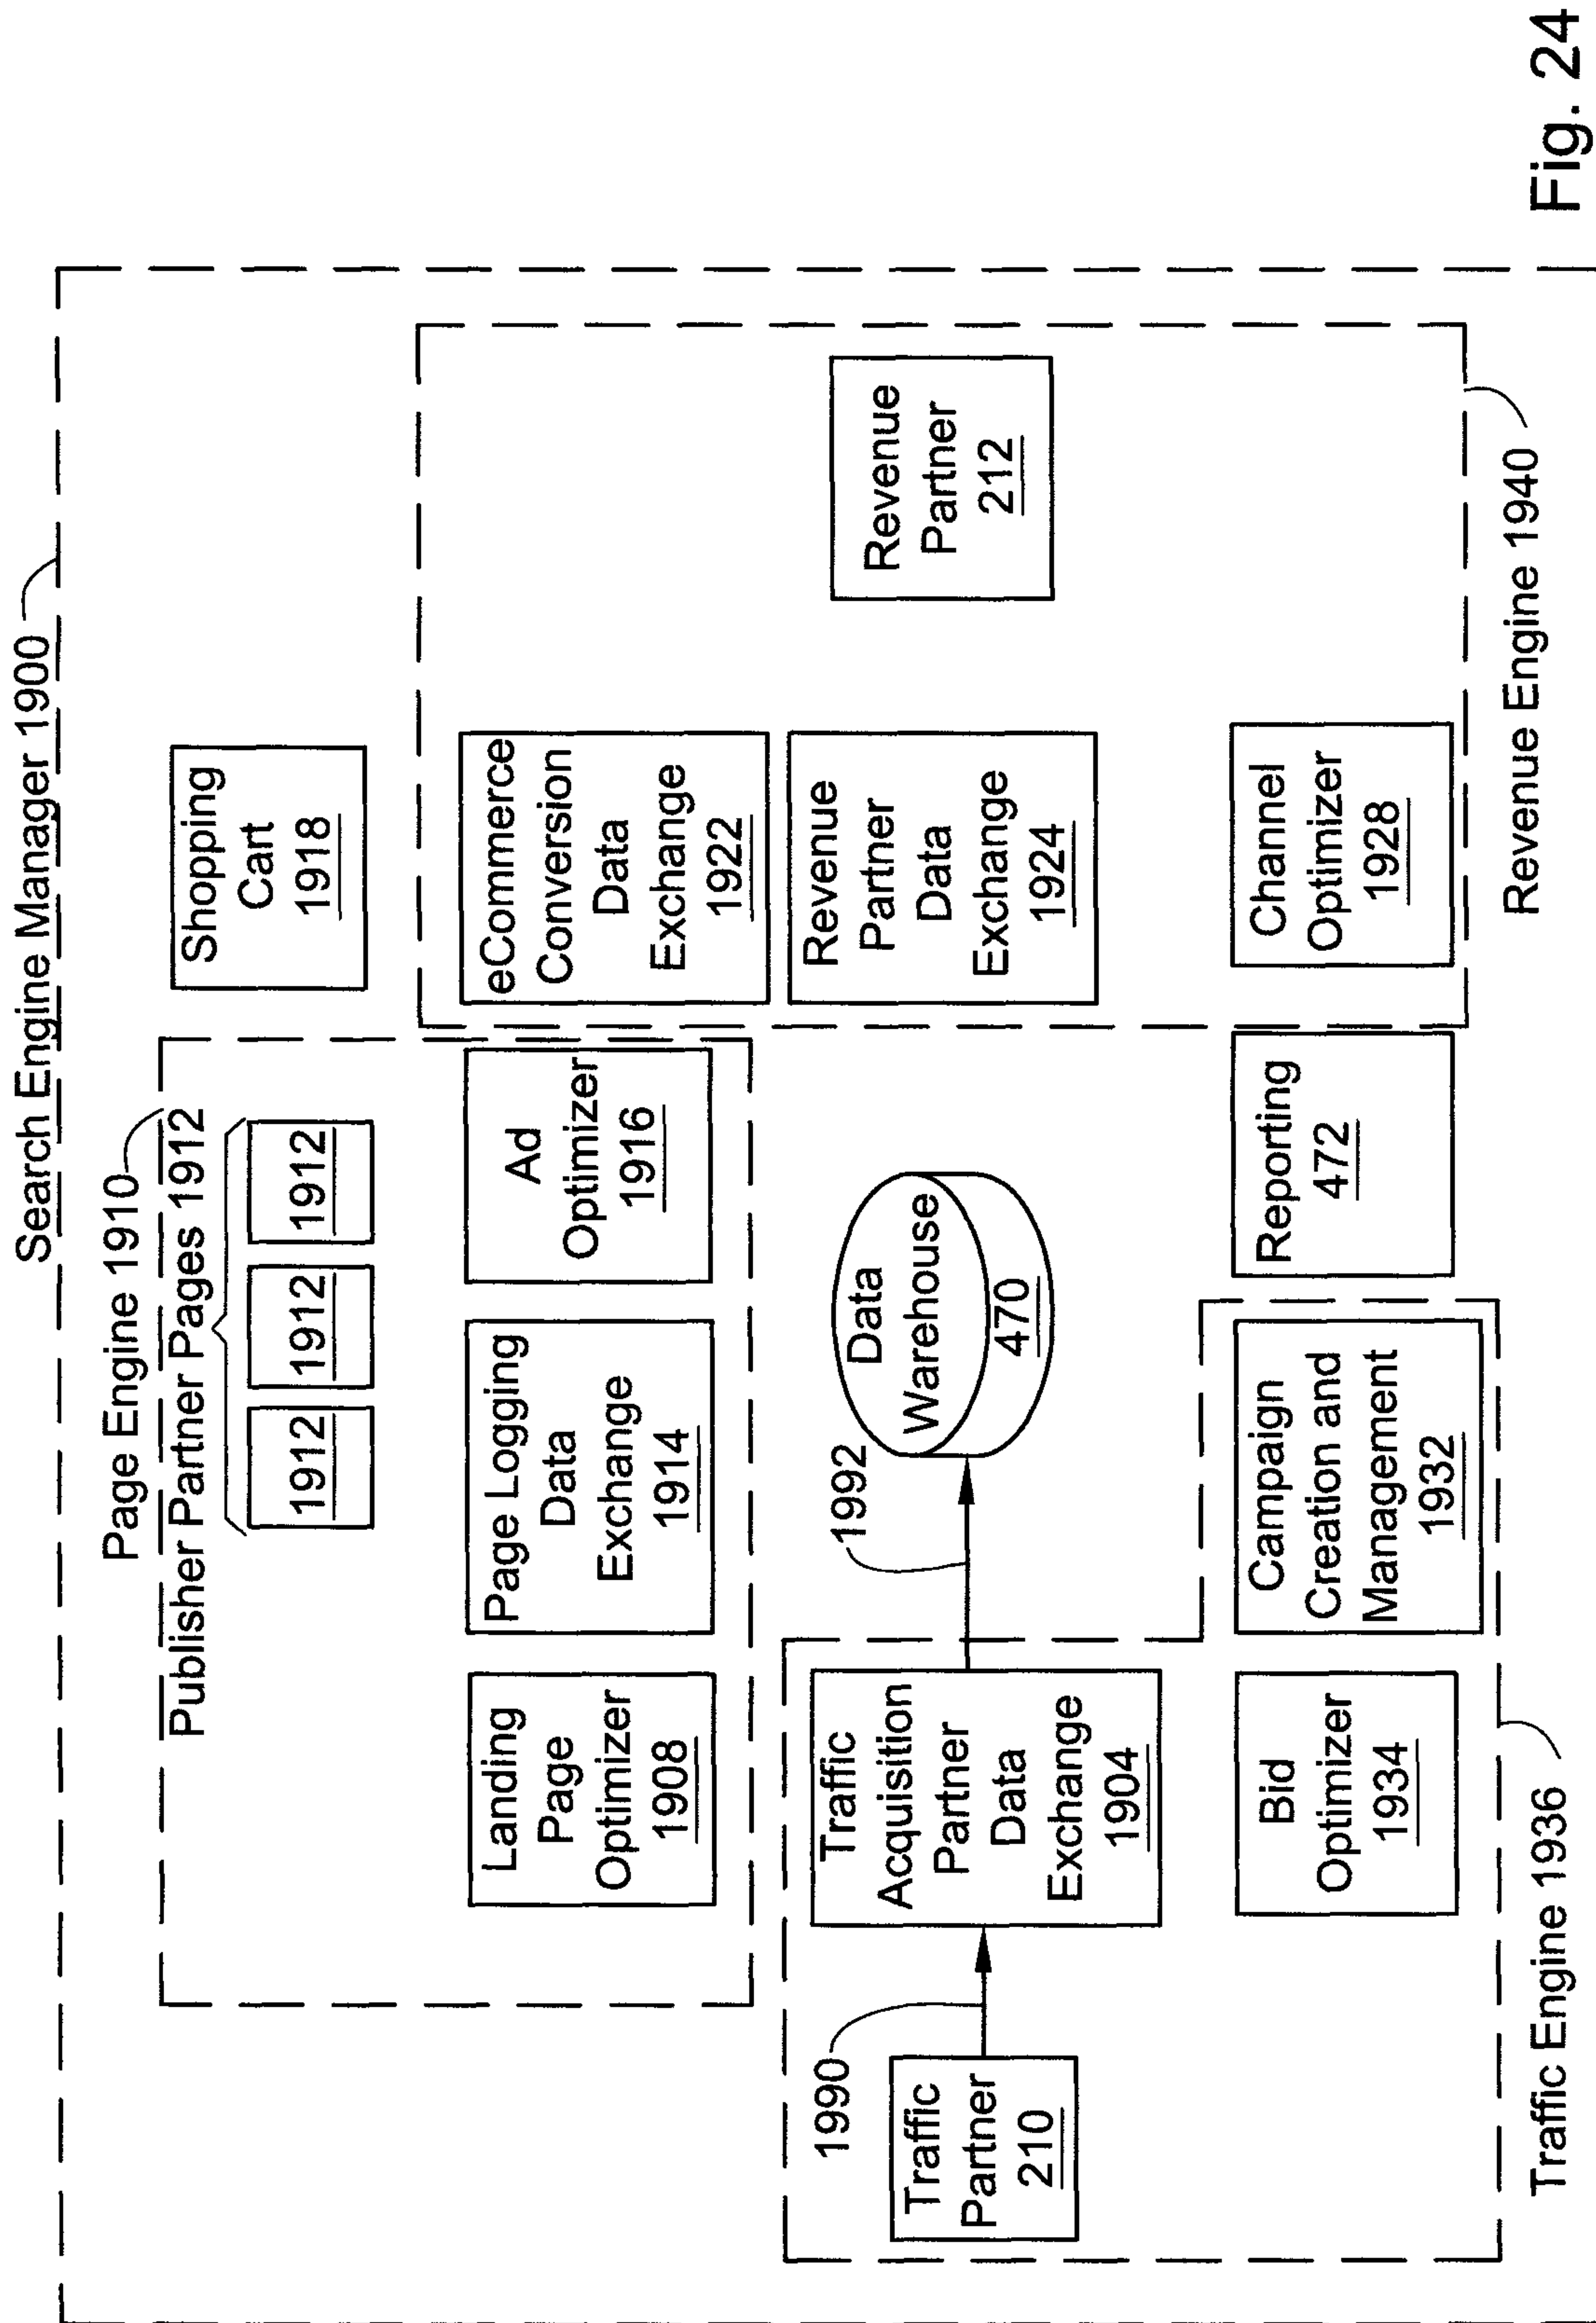 Search Engine Manager 1900
Page Engine 1910
Publisher Partner Pages 1912
1912
1912
1912
Shopping
Cart
1918
Landing
Page
Optimizer
1908
Page Logging
Data
Exchange
1914
Ad
Optimizer
1916
eCommerce
Conversion
Data
Exchange
1922
1990
Traffic
Partner
210
Traffic
Acquisition
Partner
Data
Exchange
1904
1992
Data
Warehouse
470
Revenue
Partner
Data
Exchange
1924
Revenue
Partner
212
Bid
Optimizer
1934
Campaign
Creation and
Management
1932
Reporting
472
Channel
Optimizer
1928
Traffic Engine 1936
Revenue Engine 1940
Fig. 24